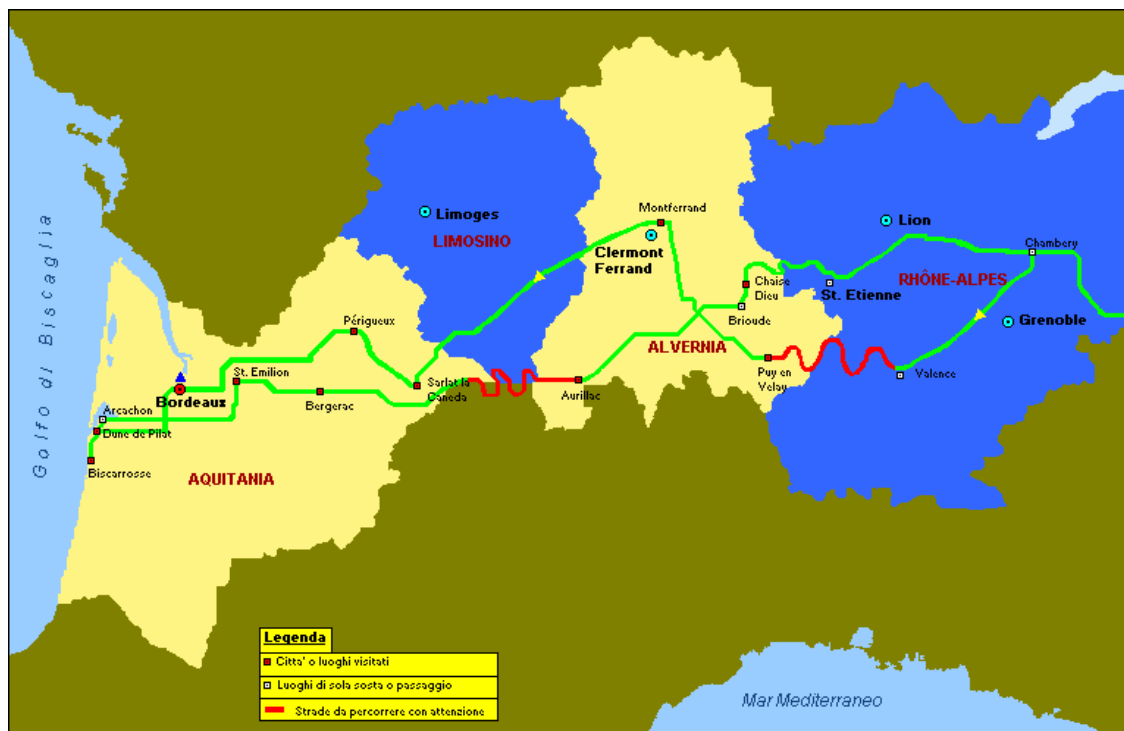 Montferrand
Limoges
Lion
LIMOSINO
Clermont
Ferrand
Chambery
Chaise
Dieu
RHÔNE-ALPES
St. Etienne
Golfo di Biscaglia
Périgueux
Brioude
Grenoble
ALVERNIA
St. Emilion
Puy en
Velay
Valence
Sarlat la
Caneda
Bordeaux
Bergerac
Aurillac
Arcachon
Dune de Pilat
Biscarrosse
AQUITANIA
Legenda
Citta' o luoghi visitati
Luoghi di sola sosta o passaggio
Strade da percorrere con attenzione
Mar Mediterraneo